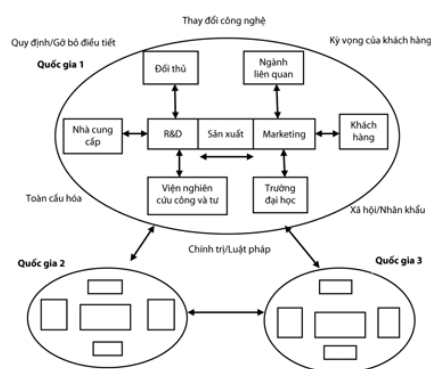 Thay đổi công nghệ
Quy định/Gỡ bỏ điều tiết
Kỳ vọng của khách hàng
Quốc gia 1
Đối thủ
Ngành
liên quan
Nhà cung
cấp
R&D
Sản xuất
Marketing
Khách
hàng
Viện nghiên
cứu công và tư
Trường
đại học
Toàn cầu hóa
Xã hội/Nhân khẩu
Chính trị/Luật pháp
Quốc gia 2
Quốc gia 3